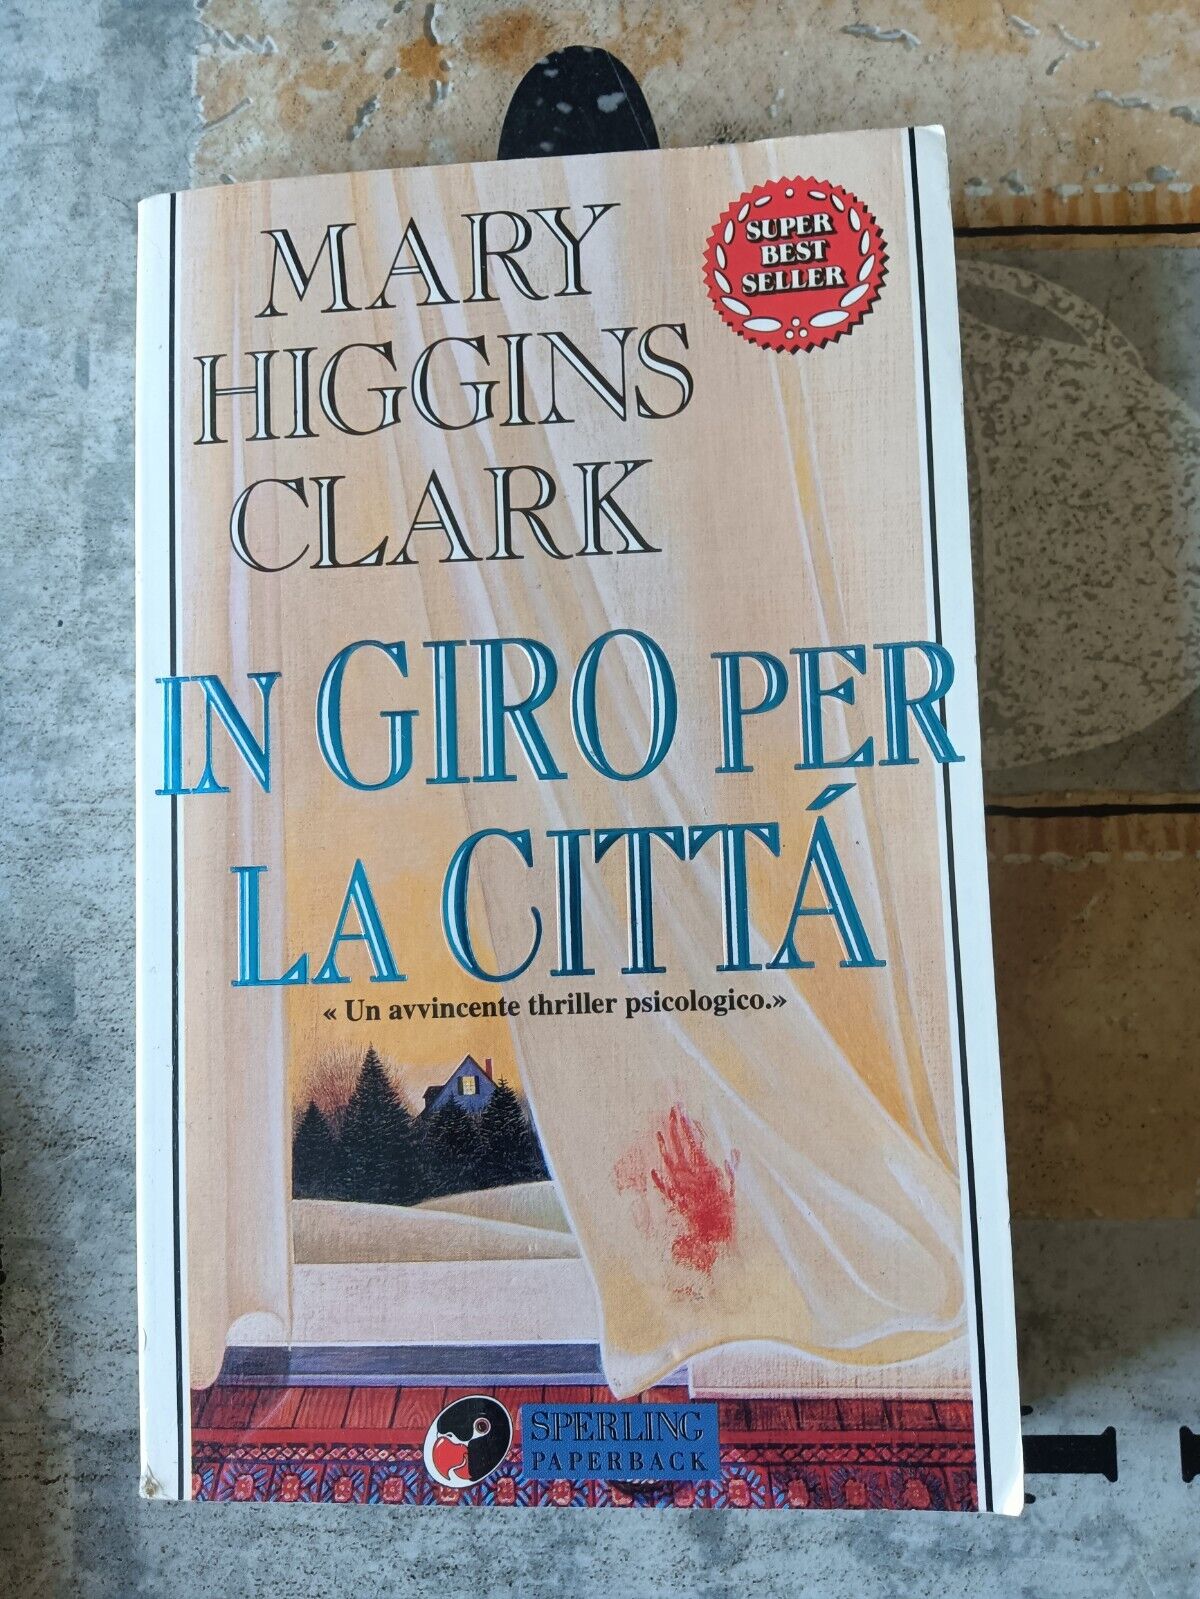 MARY
HIGGINS
CLARK
SUPER
BEST
SELLER
IN GIRO PER
LA CITTÁ
« Un avvincente thriller psicologico.»
SPERLING
PAPERBACK